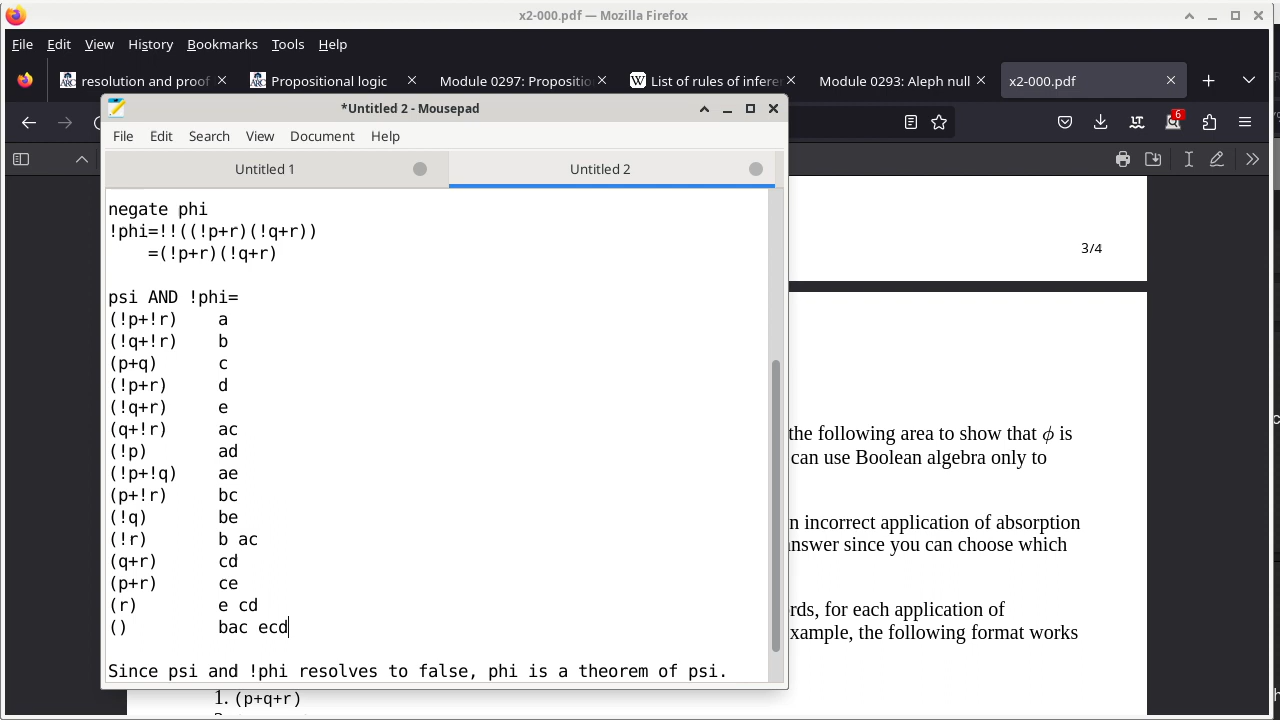 x2-000.pdf — Mozilla Firefox
File Edit View History Bookmarks Tools Help
resolution and proof
Propositional logic
Module 0297: Propositio
List of rules of infere
Module 0293: Aleph null
x2-000.pdf
6
*Untitled 2 - Mousepad
File Edit Search View Document Help
Untitled 1
Untitled 2
negate phi
!phi=!!((!p+r)(!q+r))
=(!p+r)(!q+r)
psi AND !phi=
(!p+!r) a
(!q+!r) b
(p+q) c
(!p+r) d
(!q+r) e
(q+!r) ac
(!p) ad
(!p+!q) ae
(p+!r) bc
(!q) be
(!r) b ac
(q+r) cd
(p+r) ce
(r) e cd
() bac ecd
Since psi and !phi resolves to false, phi is a theorem of psi.
3/4
the following area to show that ϕ is
can use Boolean algebra only to
n incorrect application of absorption
answer since you can choose which
rds, for each application of
xample, the following format works
1. (p+q+r)